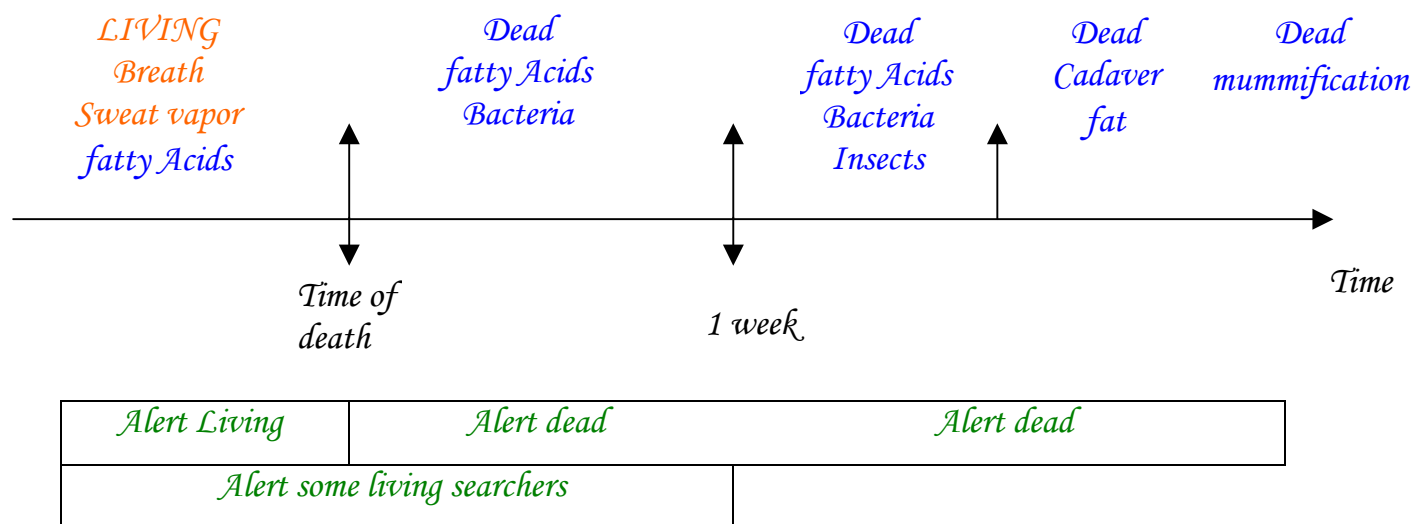 LIVING
Breath
Sweat vapor
fatty Acids
Dead
fatty Acids
Bacteria
Dead
fatty Acids
Bacteria
Insects
Dead
Cadaver
fat
Dead
mummification
Time of
death
1 week
Time
Alert Living
Alert dead
Alert dead
Alert some living searchers